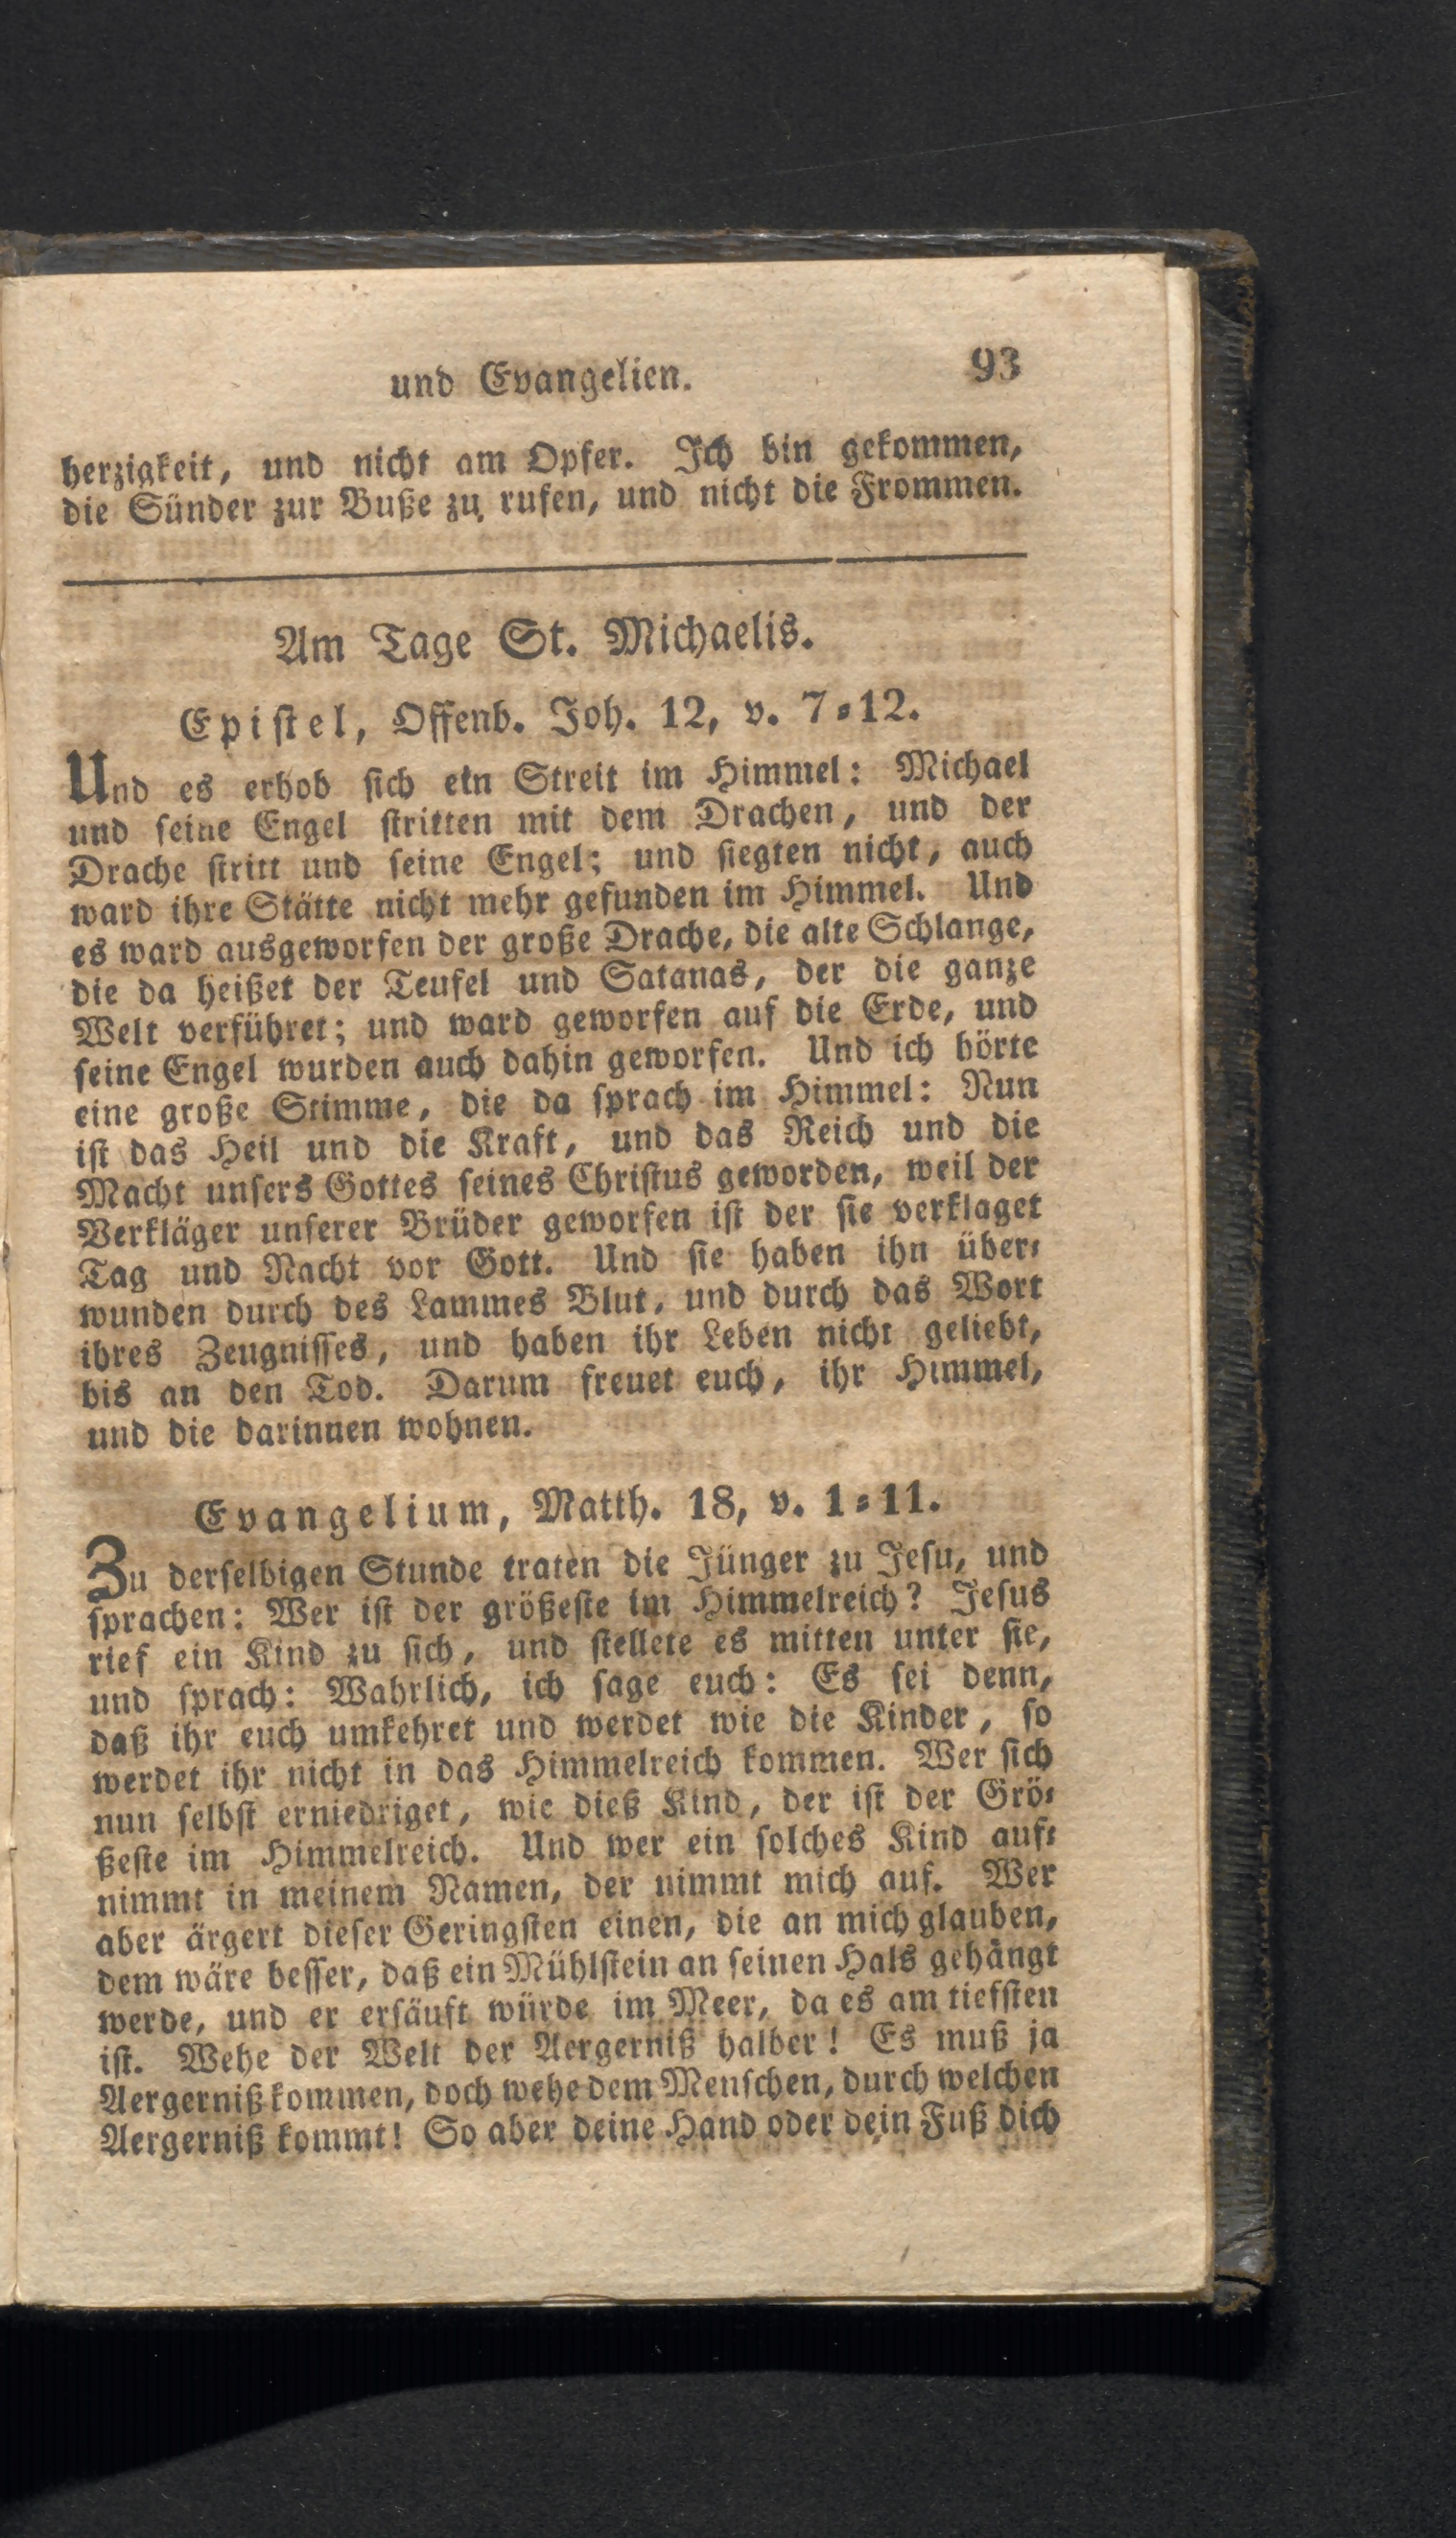 und Evangelien. 93
herzigkeit, und nicht am Opfer. Ich bin gekommen,
die Sünder zur Buße zu rufen, und nicht die Frommen.
Am Tage St. Michaelis.
Epistel, Offenb. Joh. 12, v. 7-12.
Und es erhob sich ein Streit im Himmel: Michael
und seine Engel stritten mit dem Drachen, und der
Drache stritt und seine Engel; und siegten nicht, auch
ward ihre Stätte nicht mehr gefunden im Himmel. Und
es ward ausgeworfen der große Drache, die alte Schlange,
die da heißet der Teufel und Satanas, der die ganze
Welt verführet; und ward geworfen auf die Erde, und
seine Engel wurden auch dahin geworfen. Und ich hörte
eine große Stimme, die da sprach im Himmel: Nun
ist das Heil und die Kraft, und das Reich und die
Macht unsers Gottes seines Christus geworden, weil der
Verkläger unserer Brüder geworfen ist der sie verklaget
Tag und Nacht vor Gott. Und sie haben ihn über-
wunden durch des Lammes Blut, und durch das Wort
ihres Zeugnisses, und haben ihr Leben nicht geliebt,
bis an den Tod. Darum freuet euch, ihr Himmel,
und die darinnen wohnen.
Evangelium, Matth. 18, v. 1-11.
Zu derselbigen Stunde traten die Jünger zu Jesu, und
sprachen: Wer ist der größeste im Himmelreich? Jesus
rief ein Kind zu sich, und stellete es mitten unter sie,
und sprach: Wahrlich, ich sage euch: Es sei denn,
daß ihr euch umkehret und werdet wie die Kinder, so
werdet ihr nicht in das Himmelreich kommen. Wer sich
nun selbst erniedriget, wie dieß Kind, der ist der Grö-
ßeste im Himmelreich. Und wer ein solches Kind auf-
nimmt in meinem Namen, der nimmt mich auf. Wer
aber ärgert dieser Geringsten einen, die an mich glauben,
dem wäre besser, daß ein Mühlstein an seinen Hals gehängt
werde, und er ersäuft würde im Meer, da es am tiefsten
ist. Wehe der Welt der Aergerniß halber! Es muß ja
Aergerniß kommen, doch wehe dem Menschen, durch welchen
Aergerniß kommt! So aber deine Hand oder dein Fuß dich